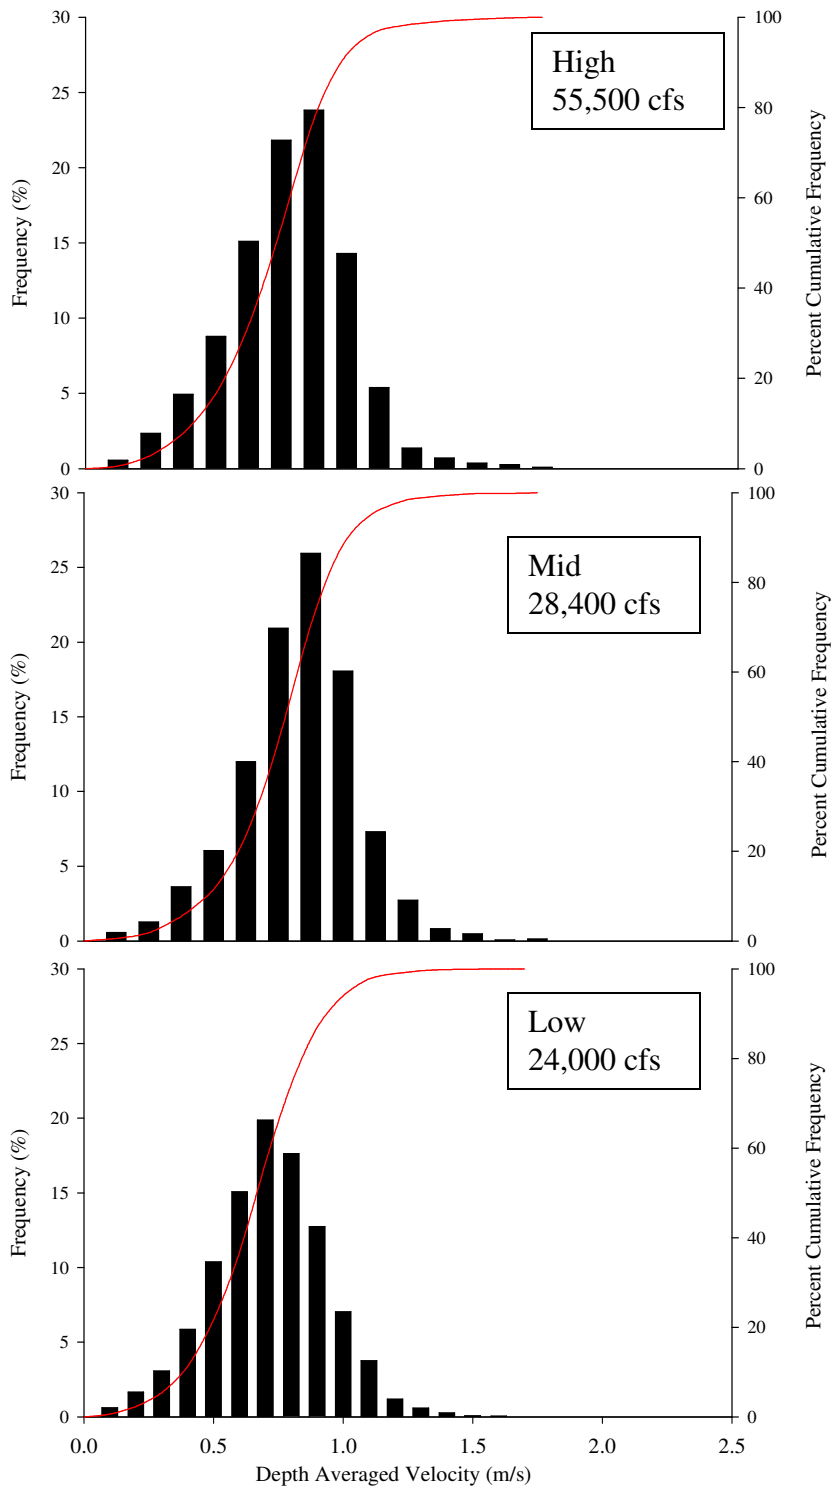 30
25
20
15
10
5
0
Frequency (%)
High
55,500 cfs
100
80
60
40
20
0
Percent Cumulative Frequency
30
25
20
15
10
5
0
Frequency (%)
Mid
28,400 cfs
100
80
60
40
20
0
Percent Cumulative Frequency
30
25
20
15
10
5
0
Frequency (%)
Low
24,000 cfs
100
80
60
40
20
0
Percent Cumulative Frequency
0.0 0.5 1.0 1.5 2.0 2.5
Depth Averaged Velocity (m/s)